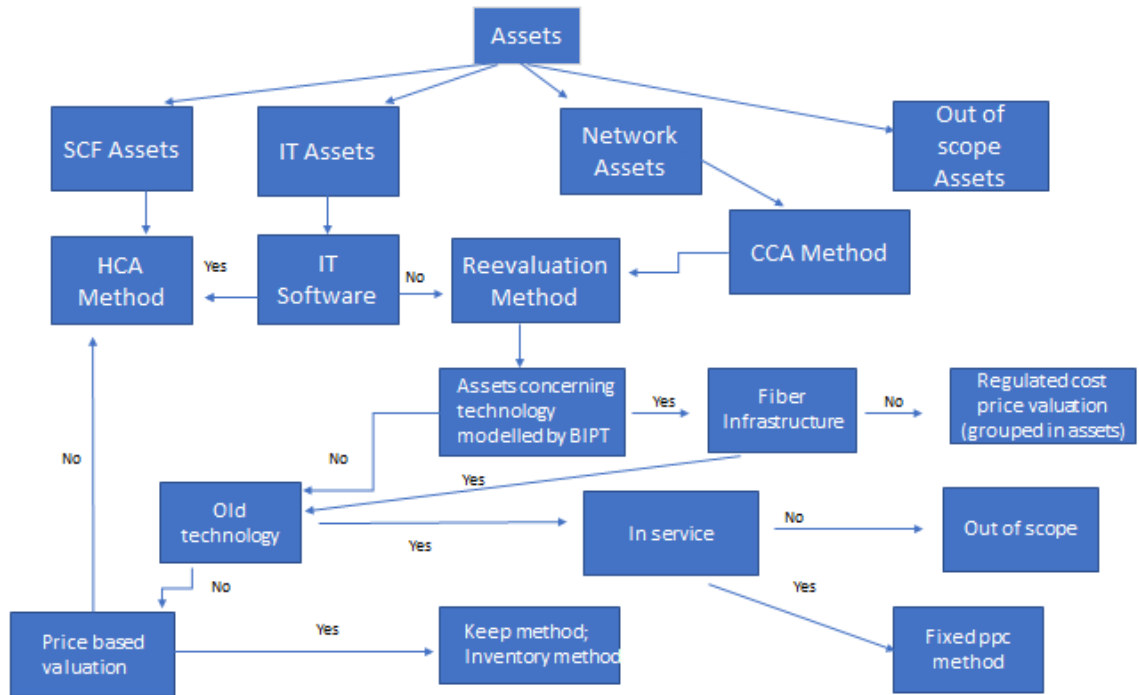 Assets
SCF Assets
IT Assets
Network
Assets
Out of
scope
Assets
HCA
Method
Yes
IT
Software
No
Reevaluation
Method
CCA Method
Assets concerning
technology
modelled by BIPT
Yes
Fiber
Infrastructure
No
Regulated cost
price valuation
(grouped in assets)
No
No
Yes
Old
technology
Yes
In service
No
Out of scope
No
Yes
Price based
valuation
Yes
Keep method;
Inventory method
Fixed ppc
method